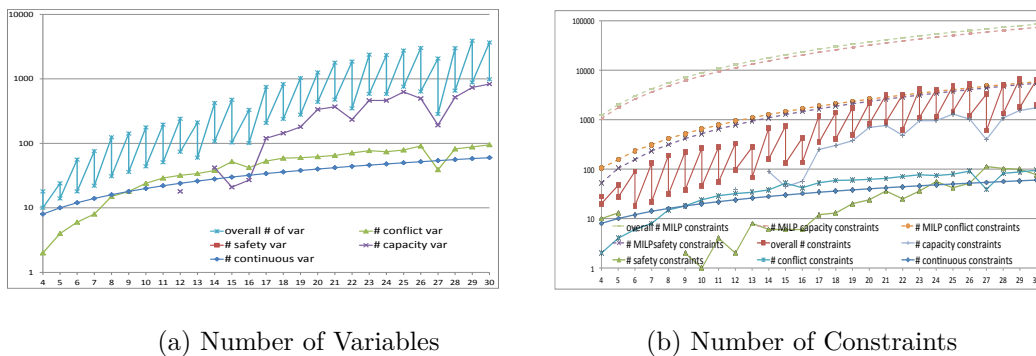 10000
1000
100
10
1
4 5 6 7 8 9 10 11 12 13 14 15 16 17 18 19 20 21 22 23 24 25 26 27 28 29 30
overall # of var
# conflict var
# safety var
# capacity var
# continuous var
(a) Number of Variables
100000
10000
1000
100
10
1
4 5 6 7 8 9 10 11 12 13 14 15 16 17 18 19 20 21 22 23 24 25 26 27 28 29
overall # MILP constraints
# MILP capacity constraints
# MILP conflict constraints
# MILPsafety constraints
overall # constraints
# capacity constraints
# safety constraints
# conflict constraints
# continuous constraints
(b) Number of Constraints